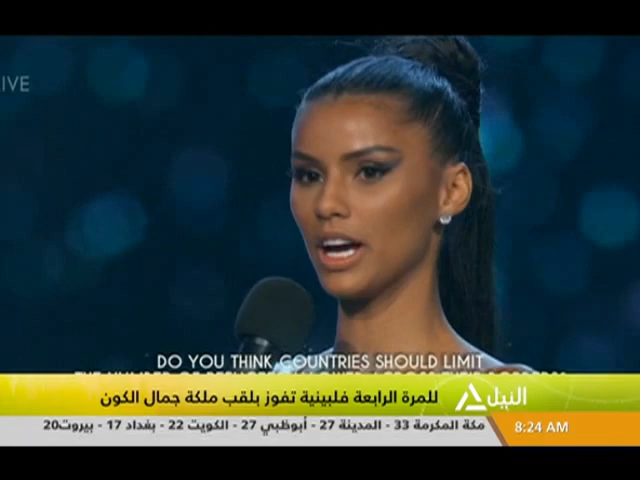 LIVE
DO YOU THINK COUNTRIES SHOULD LIMIT
النيل
للمرة الرابعة فلبينية تفوز بلقب ملكة جمال الكون
8:24 AM
مكة المكرمة 33 - المدينة 27 - أبوظبي 27 - الكويت 22 - بغداد 17 - بيروت20